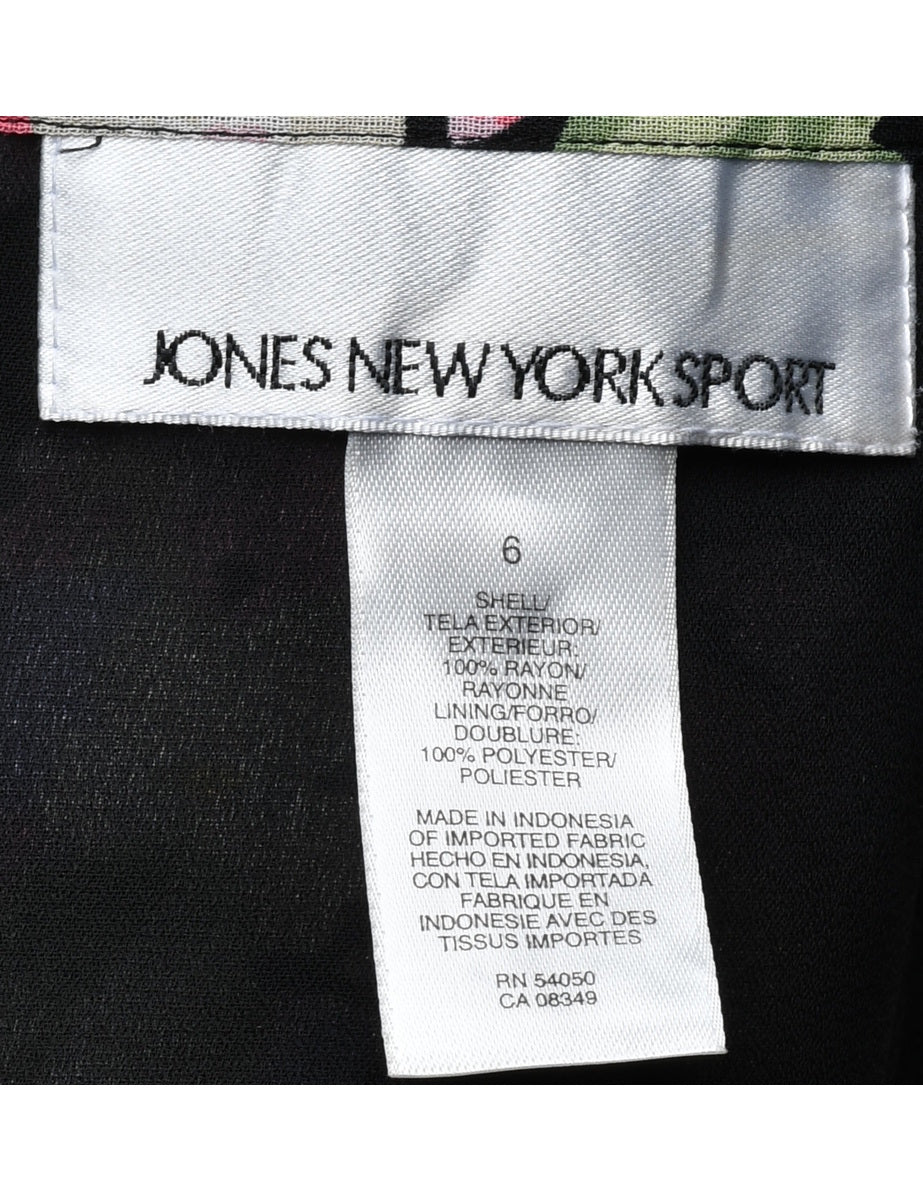 JONES NEW YORK SPORT
6
SHELL/
TELA EXTERIOR/
EXTERIEUR:
100% RAYON/
RAYONNE
LINING/FORRO/
DOUBLURE:
100% POLYESTER/
POLIESTER
MADE IN INDONESIA
OF IMPORTED FABRIC
HECHO EN INDONESIA,
CON TELA IMPORTADA
FABRIQUE EN
INDONESIE AVEC DES
TISSUS IMPORTES
RN 54050
CA 08349